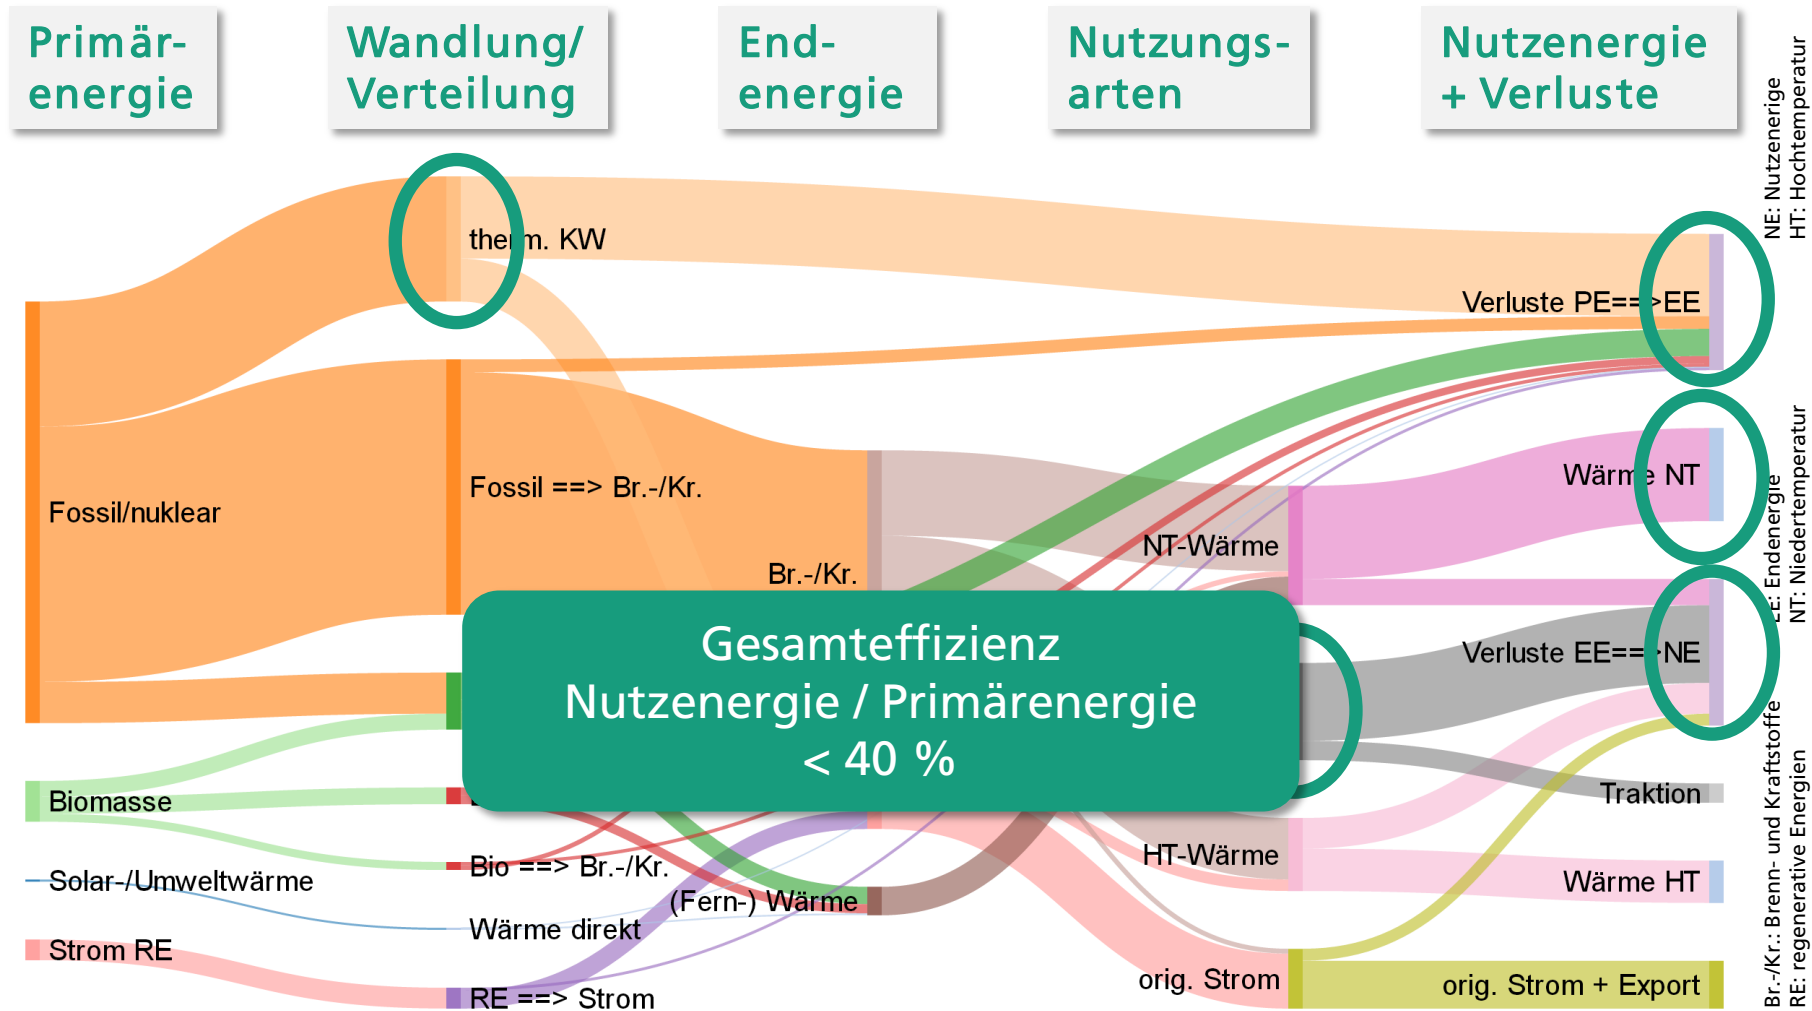 Primär-
energie
Wandlung/
Verteilung
End-
energie
Nutzungs-
arten
Nutzenergie
+ Verluste
NE: Nutzenerige
HT: Hochtemperatur
therm. KW
Verluste PE==>EE
Fossil ==> Br.-/Kr.
Wärme NT
Fossil/nuklear
Br.-/Kr.
NT-Wärme
EE: Endenergie
NT: Niedertemperatur
Gesamteffizienz
Nutzenergie / Primärenergie
< 40 %
Verluste EE==>NE
Biomasse
Traktion
Bio ==> Br.-/Kr.
HT-Wärme
Solar-/Umweltwärme
Wärme HT
(Fern-) Wärme
Wärme direkt
Strom RE
orig. Strom
orig. Strom + Export
RE ==> Strom
Br.-/Kr.: Brenn- und Kraftstoffe
RE: regenerative Energien